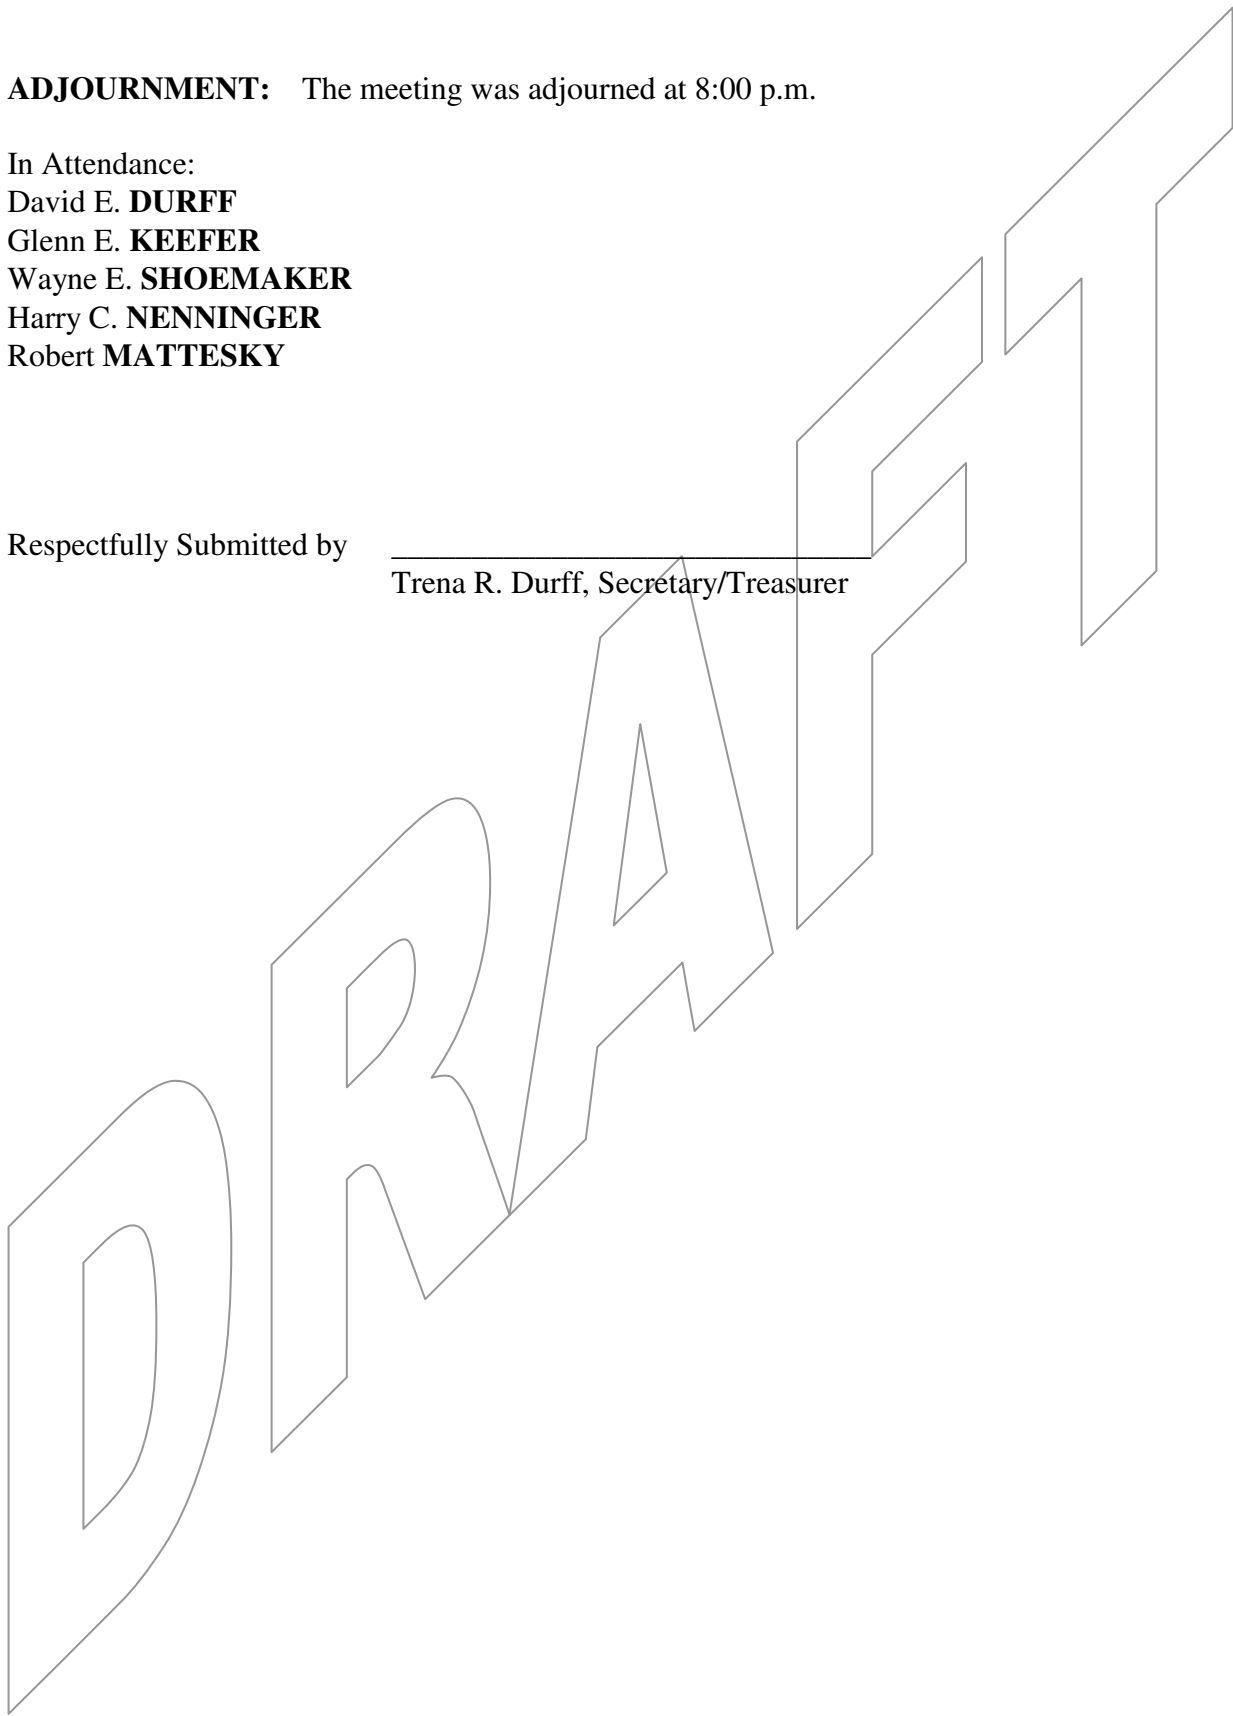 ADJOURNMENT: The meeting was adjourned at 8:00 p.m.
In Attendance:
David E. DURFF
Glenn E. KEEFER
Wayne E. SHOEMAKER
Harry C. NENNINGER
Robert MATTESKY
Respectfully Submitted by ______________________________
Trena R. Durff, Secretary/Treasurer
DRAFT